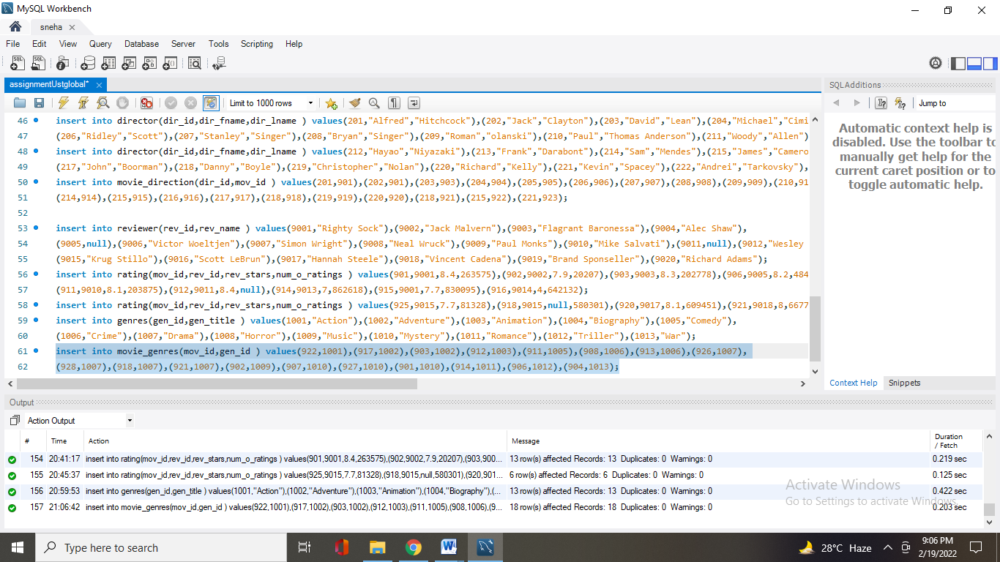 MySQL Workbench
sneha
File Edit View Query Database Server Tools Scripting Help
assignmentUstglobal*
SQLAdditions
Limit to 1000 rows
Jump to
46 insert into director(dir_id,dir_fname,dir_lname ) values(201,"Alfred","Hitchcock"),(202,"Jack","Clayton"),(203,"David","Lean"),(204,"Michael","Cimi
47 (206,"Ridley","Scott"),(207,"Stanley","Singer"),(208,"Bryan","Singer"),(209,"Roman","olanski"),(210,"Paul","Thomas Anderson"),(211,"Woody","Allen")
48 insert into director(dir_id,dir_fname,dir_lname ) values(212,"Hayao","Niyazaki"),(213,"Frank","Darabont"),(214,"Sam","Mendes"),(215,"James","Camero
49 (217,"John","Boorman"),(218,"Danny","Boyle"),(219,"Christopher","Nolan"),(220,"Richard","Kelly"),(221,"Kevin","Spacey"),(222,"Andrei","Tarkovsky"),
50 insert into movie_direction(dir_id,mov_id ) values(201,901),(202,901),(203,903),(204,904),(205,905),(206,906),(207,907),(208,908),(209,909),(210,91
51 (214,914),(215,915),(216,916),(217,917),(218,918),(219,919),(220,920),(218,921),(215,922),(221,923);
52
53 insert into reviewer(rev_id,rev_name ) values(9001,"Righty Sock"),(9002,"Jack Malvern"),(9003,"Flagrant Baronessa"),(9004,"Alec Shaw"),
54 (9005,null),(9006,"Victor Woeltjen"),(9007,"Simon Wright"),(9008,"Neal Wruck"),(9009,"Paul Monks"),(9010,"Mike Salvati"),(9011,null),(9012,"Wesley
55 (9015,"Krug Stillo"),(9016,"Scott LeBrun"),(9017,"Hannah Steele"),(9018,"Vincent Cadena"),(9019,"Brand Sponseller"),(9020,"Richard Adams");
56 insert into rating(mov_id,rev_id,rev_stars,num_o_ratings ) values(901,9001,8.4,263575),(902,9002,7.9,20207),(903,9003,8.3,202778),(906,9005,8.2,484
57 (911,9010,8.1,203875),(912,9011,8.4,null),(914,9013,7,862618),(915,9001,7.7,830095),(916,9014,4,642132);
58 insert into rating(mov_id,rev_id,rev_stars,num_o_ratings ) values(925,9015,7.7,81328),(918,9015,null,580301),(920,9017,8.1,609451),(921,9018,8,6677
59 insert into genres(gen_id,gen_title ) values(1001,"Action"),(1002,"Adventure"),(1003,"Animation"),(1004,"Biography"),(1005,"Comedy"),
60 (1006,"Crime"),(1007,"Drama"),(1008,"Horror"),(1009,"Music"),(1010,"Mystery"),(1011,"Romance"),(1012,"Triller"),(1013,"War");
61 insert into movie_genres(mov_id,gen_id ) values(922,1001),(917,1002),(903,1002),(912,1003),(911,1005),(908,1006),(913,1006),(926,1007),
62 (928,1007),(918,1007),(921,1007),(902,1009),(907,1010),(927,1010),(901,1010),(914,1011),(906,1012),(904,1013);
Automatic context help is
disabled. Use the toolbar to
manually get help for the
current caret position or to
toggle automatic help.
Context Help Snippets
Output
Action Output
# Time Action Message Duration / Fetch
154 20:41:17 insert into rating(mov_id,rev_id,rev_stars,num_o_ratings ) values(901,9001,8.4,263575),(902,9002,7.9,20207),(903,900... 13 row(s) affected Records: 13 Duplicates: 0 Warnings: 0 0.219 sec
155 20:45:37 insert into rating(mov_id,rev_id,rev_stars,num_o_ratings ) values(925,9015,7.7,81328),(918,9015,null,580301),(920,901... 6 row(s) affected Records: 6 Duplicates: 0 Warnings: 0 0.125 sec
156 20:59:53 insert into genres(gen_id,gen_title ) values(1001,"Action"),(1002,"Adventure"),(1003,"Animation"),(1004,"Biography"),(... 13 row(s) affected Records: 13 Duplicates: 0 Warnings: 0 0.422 sec
157 21:06:42 insert into movie_genres(mov_id,gen_id ) values(922,1001),(917,1002),(903,1002),(912,1003),(911,1005),(908,1006),(9... 18 row(s) affected Records: 18 Duplicates: 0 Warnings: 0 0.203 sec
Activate Windows
Go to Settings to activate Windows.
Type here to search
28°C Haze
9:06 PM
2/19/2022